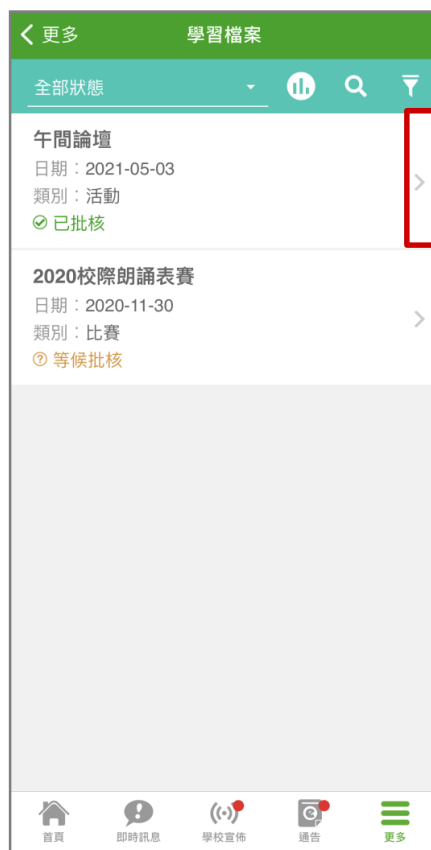 更多 學習檔案
全部狀態
午間論壇
日期：2021-05-03
類別：活動
已批核
2020校際朗誦表賽
日期：2020-11-30
類別：比賽
等候批核
首頁 即時訊息 學校宣佈 通告 更多